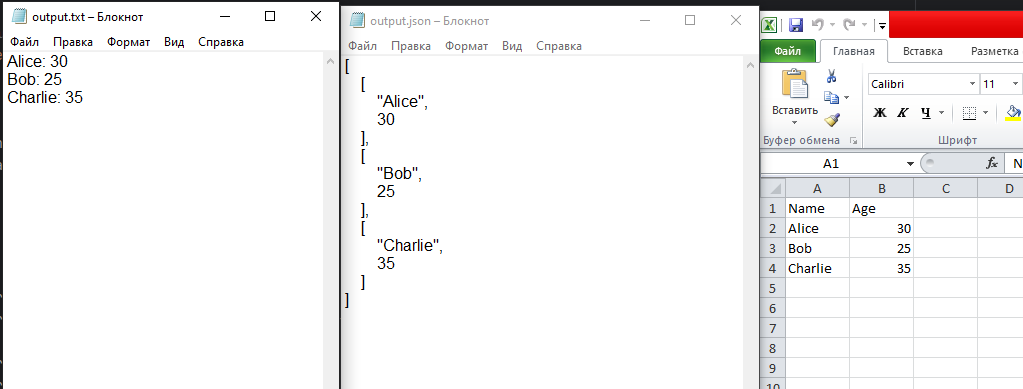 output.txt – Блокнот
Файл Правка Формат Вид Справка
Alice: 30
Bob: 25
Charlie: 35
output.json – Блокнот
Файл Правка Формат Вид Справка
[
[
"Alice",
30
],
[
"Bob",
25
],
[
"Charlie",
35
]
]
Файл Главная Вставка Разметка
Вставить
Calibri 11
Ж К Ч
Буфер обмена Шрифт
A1 fx N
A B C D
1 Name Age
2 Alice 30
3 Bob 25
4 Charlie 35
5
6
7
8
9
10